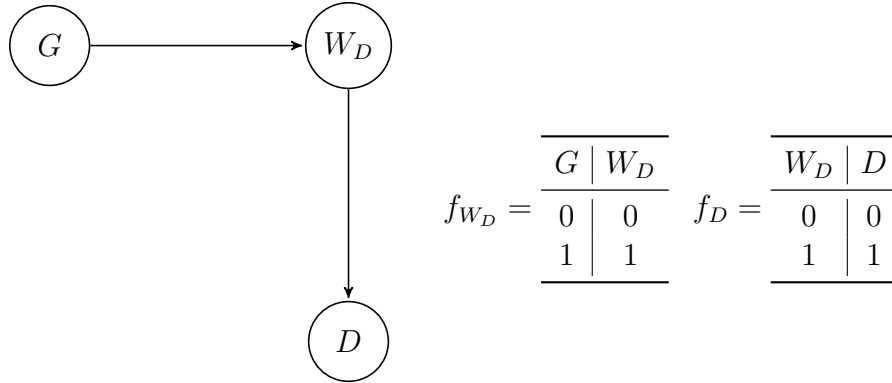 G W_D
G | W_D W_D | D
f_{W_D} = 0 | 0 f_D = 0 | 0
1 | 1 1 | 1
D